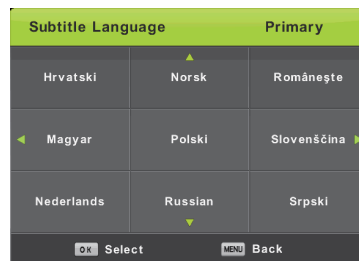 Subtitle Language Primary
Hrvatski Norsk Româneşte
Magyar Polski Slovenščina
Nederlands Russian Srpski
OK Select MENU Back